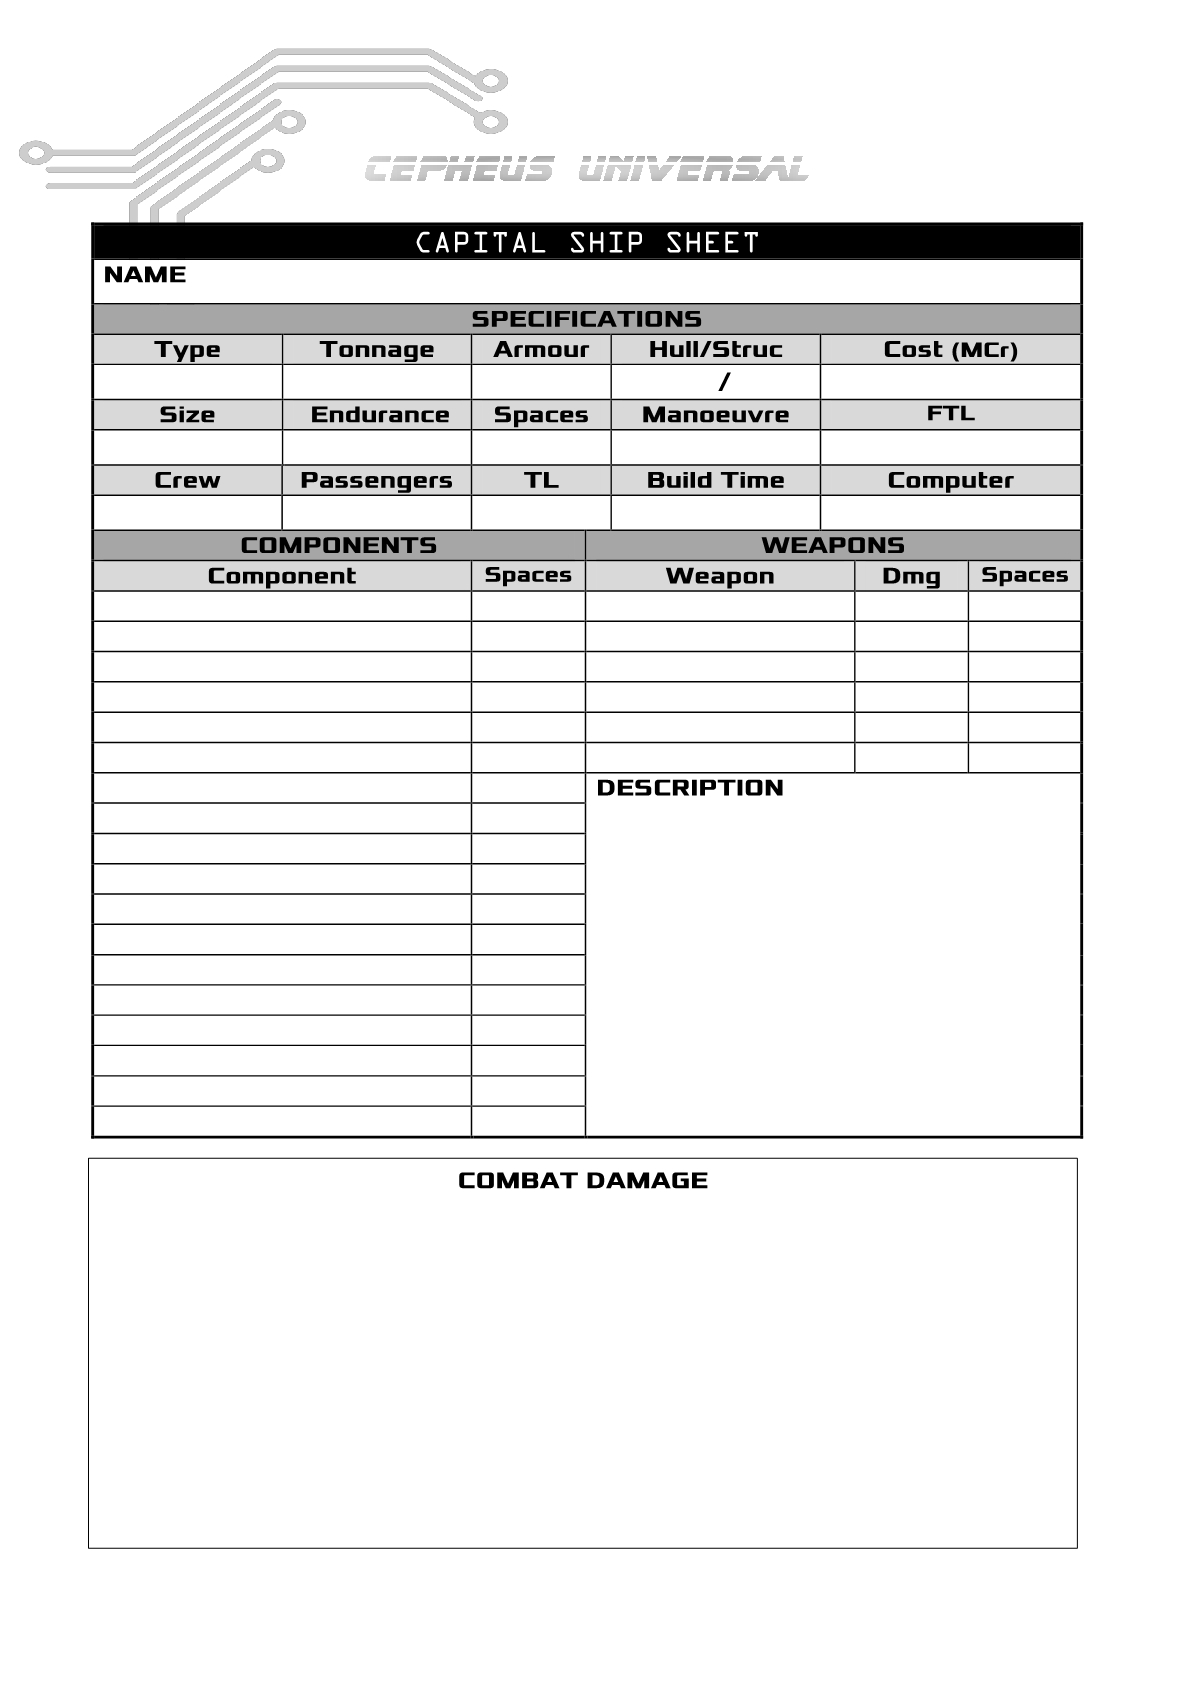 CEPHEUS UNIVERSAL
CAPITAL SHIP SHEET
NAME
SPECIFICATIONS
Type Tonnage Armour Hull/Struc Cost (MCr)
/
Size Endurance Spaces Manoeuvre FTL
Crew Passengers TL Build Time Computer
COMPONENTS WEAPONS
Component Spaces Weapon Dmg Spaces
DESCRIPTION
COMBAT DAMAGE